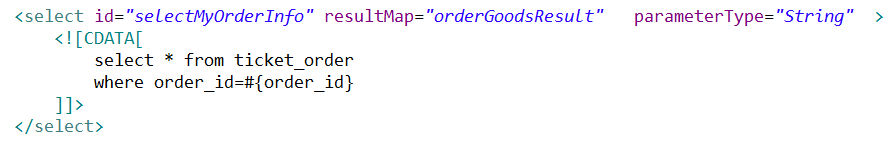 <select id="selectMyOrderInfo" resultMap="orderGoodsResult"   parameterType="String"  >
    <![CDATA[
        select * from ticket_order
        where order_id=#{order_id}
    ]]>
</select>